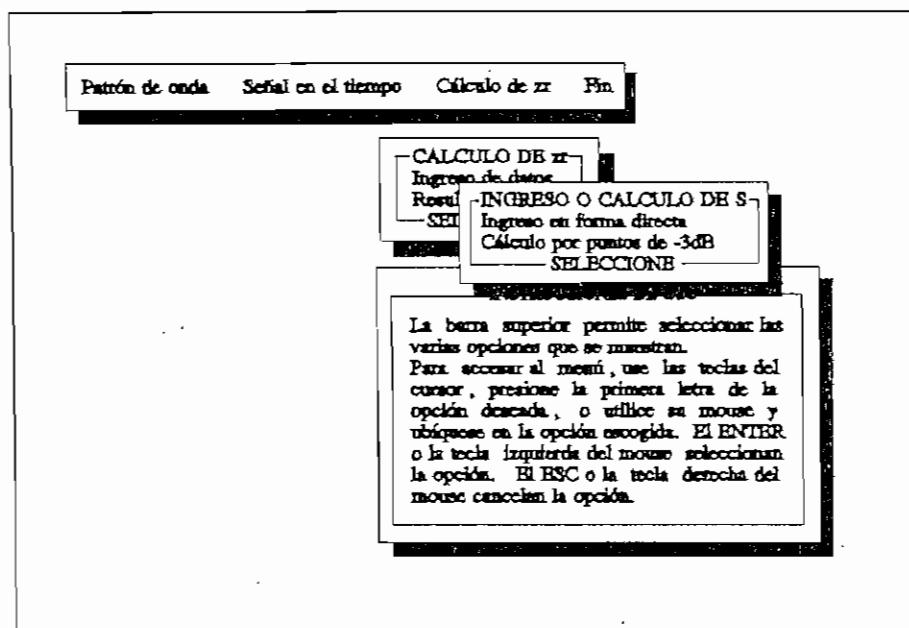 Patrón de onda Señal en el tiempo Cálculo de zr Fin
CALCULO DE zr
Ingreso de datos
Resul
SEL
INGRESO O CALCULO DE S
Ingreso en forma directa
Cálculo por puntos de -3dB
SELECCIONE
La barra superior permite seleccionar las
varias opciones que se muestran.
Para accesar al menú, use las teclas del
cursor, presione la primera letra de la
opción deseada, o utilice su mouse y
ubíquese en la opción escogida. El ENTER
o la tecla izquierda del mouse seleccionan
la opción. El ESC o la tecla derecha del
mouse cancelan la opción.